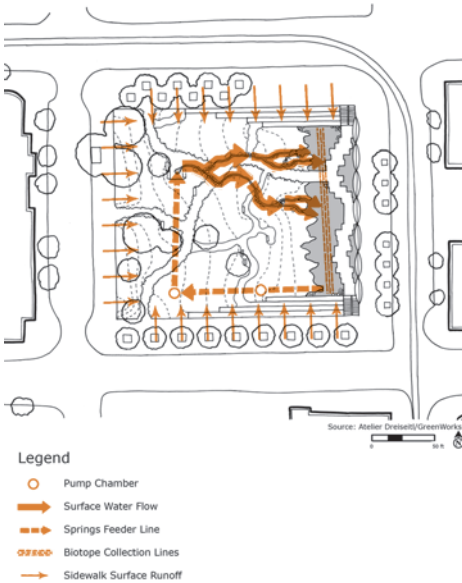 Source: Atelier Dreiseitl/GreenWorks
50 ft
Legend
Pump Chamber
Surface Water Flow
Springs Feeder Line
Biotope Collection Lines
Sidewalk Surface Runoff